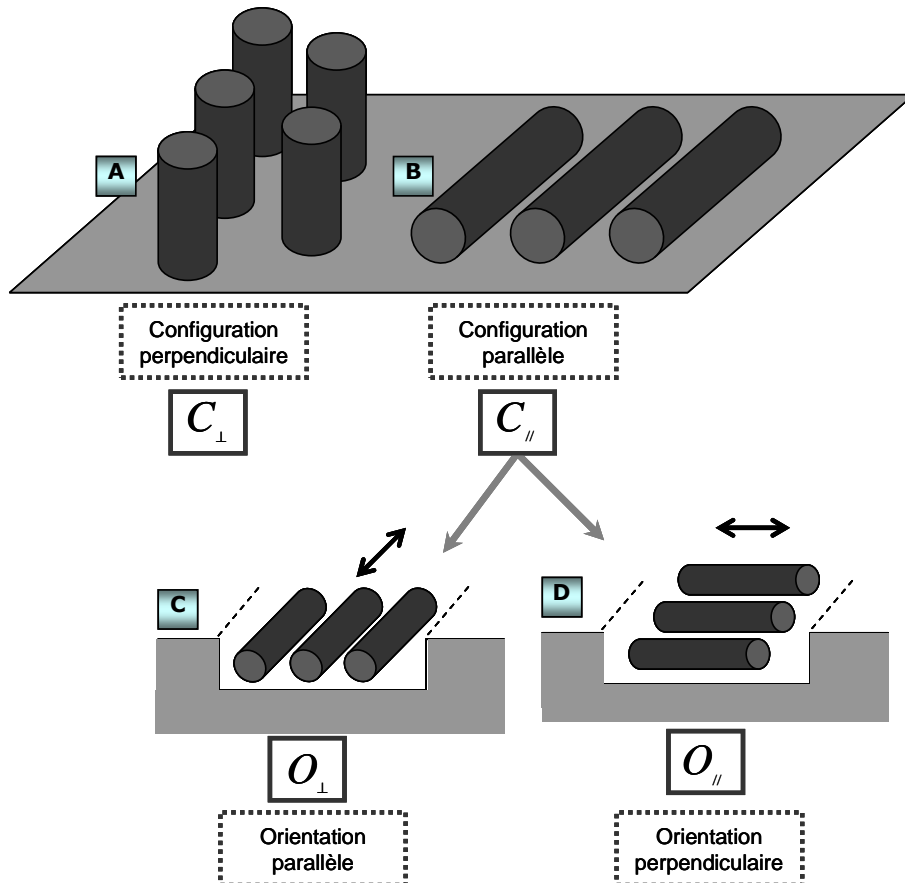 A
B
Configuration
perpendiculaire
Configuration
parallèle
C⊥
C//
C
D
O⊥
O//
Orientation
parallèle
Orientation
perpendiculaire